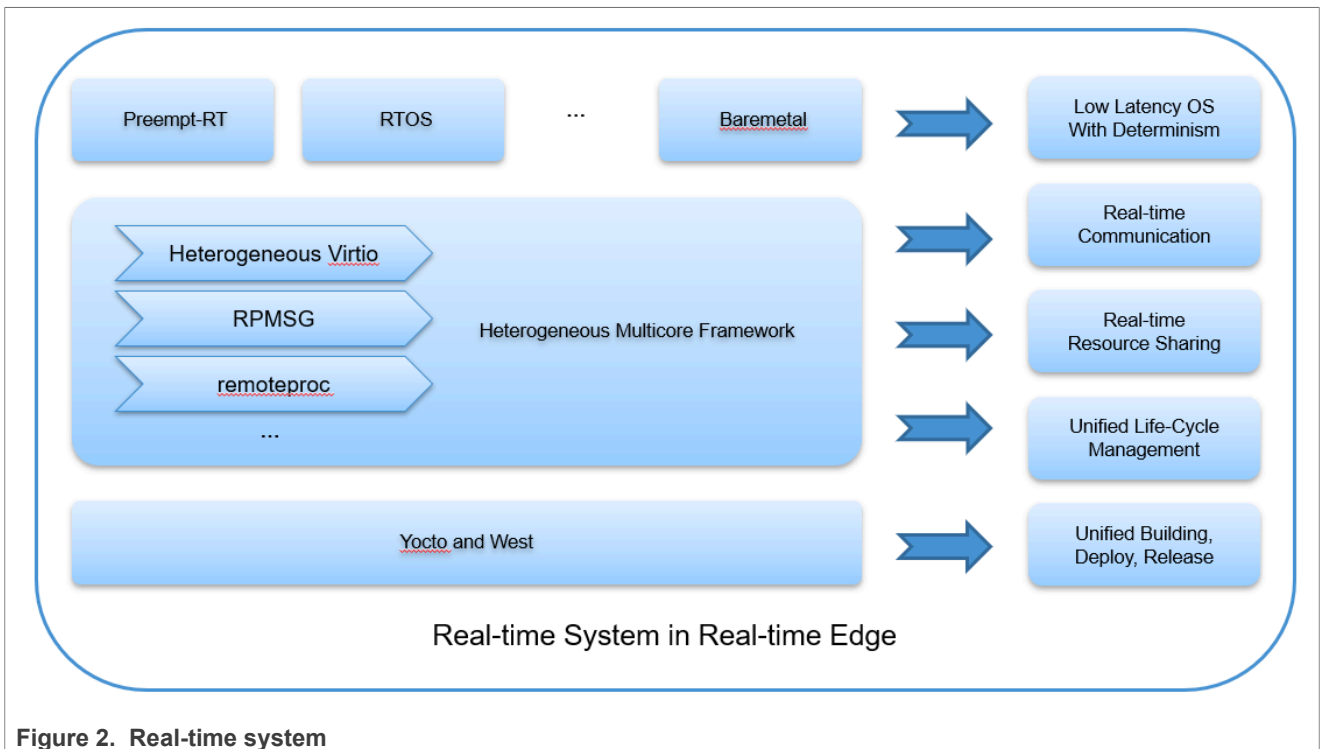 Preempt-RT
RTOS
...
Baremetal
Low Latency OS
With Determinism
Heterogeneous Virtio
RPMSG
remoteproc
...
Heterogeneous Multicore Framework
Real-time
Communication
Real-time
Resource Sharing
Unified Life-Cycle
Management
Yocto and West
Unified Building,
Deploy, Release
Real-time System in Real-time Edge
Figure 2. Real-time system